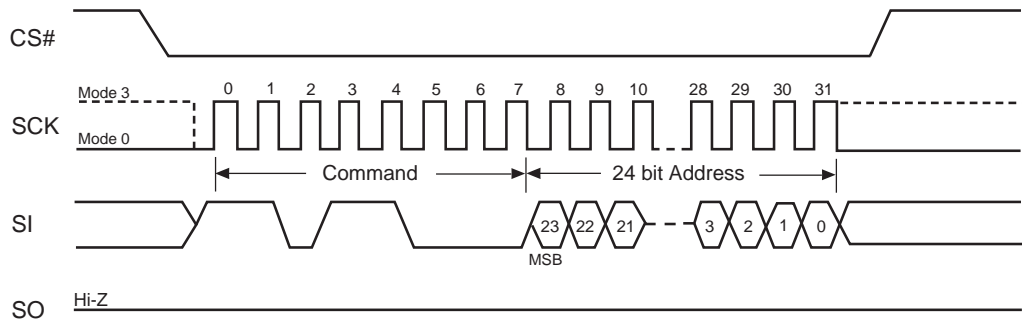 CS#
Mode 3
0 1 2 3 4 5 6 7 8 9 10 28 29 30 31
SCK
Mode 0
Command
24 bit Address
SI
23 22 21 3 2 1 0
MSB
Hi-Z
SO